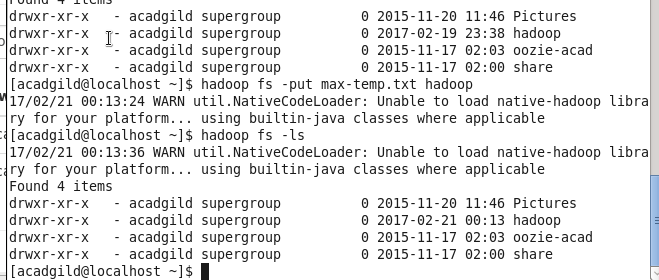 Found 4 items
drwxr-xr-x   - acadgild supergroup          0 2015-11-20 11:46 Pictures
drwxr-xr-x   - acadgild supergroup          0 2017-02-19 23:38 hadoop
drwxr-xr-x   - acadgild supergroup          0 2015-11-17 02:03 oozie-acad
drwxr-xr-x   - acadgild supergroup          0 2015-11-17 02:00 share
[acadgild@localhost ~]$ hadoop fs -put max-temp.txt hadoop
17/02/21 00:13:24 WARN util.NativeCodeLoader: Unable to load native-hadoop libra
ry for your platform... using builtin-java classes where applicable
[acadgild@localhost ~]$ hadoop fs -ls
17/02/21 00:13:36 WARN util.NativeCodeLoader: Unable to load native-hadoop libra
ry for your platform... using builtin-java classes where applicable
Found 4 items
drwxr-xr-x   - acadgild supergroup          0 2015-11-20 11:46 Pictures
drwxr-xr-x   - acadgild supergroup          0 2017-02-21 00:13 hadoop
drwxr-xr-x   - acadgild supergroup          0 2015-11-17 02:03 oozie-acad
drwxr-xr-x   - acadgild supergroup          0 2015-11-17 02:00 share
[acadgild@localhost ~]$